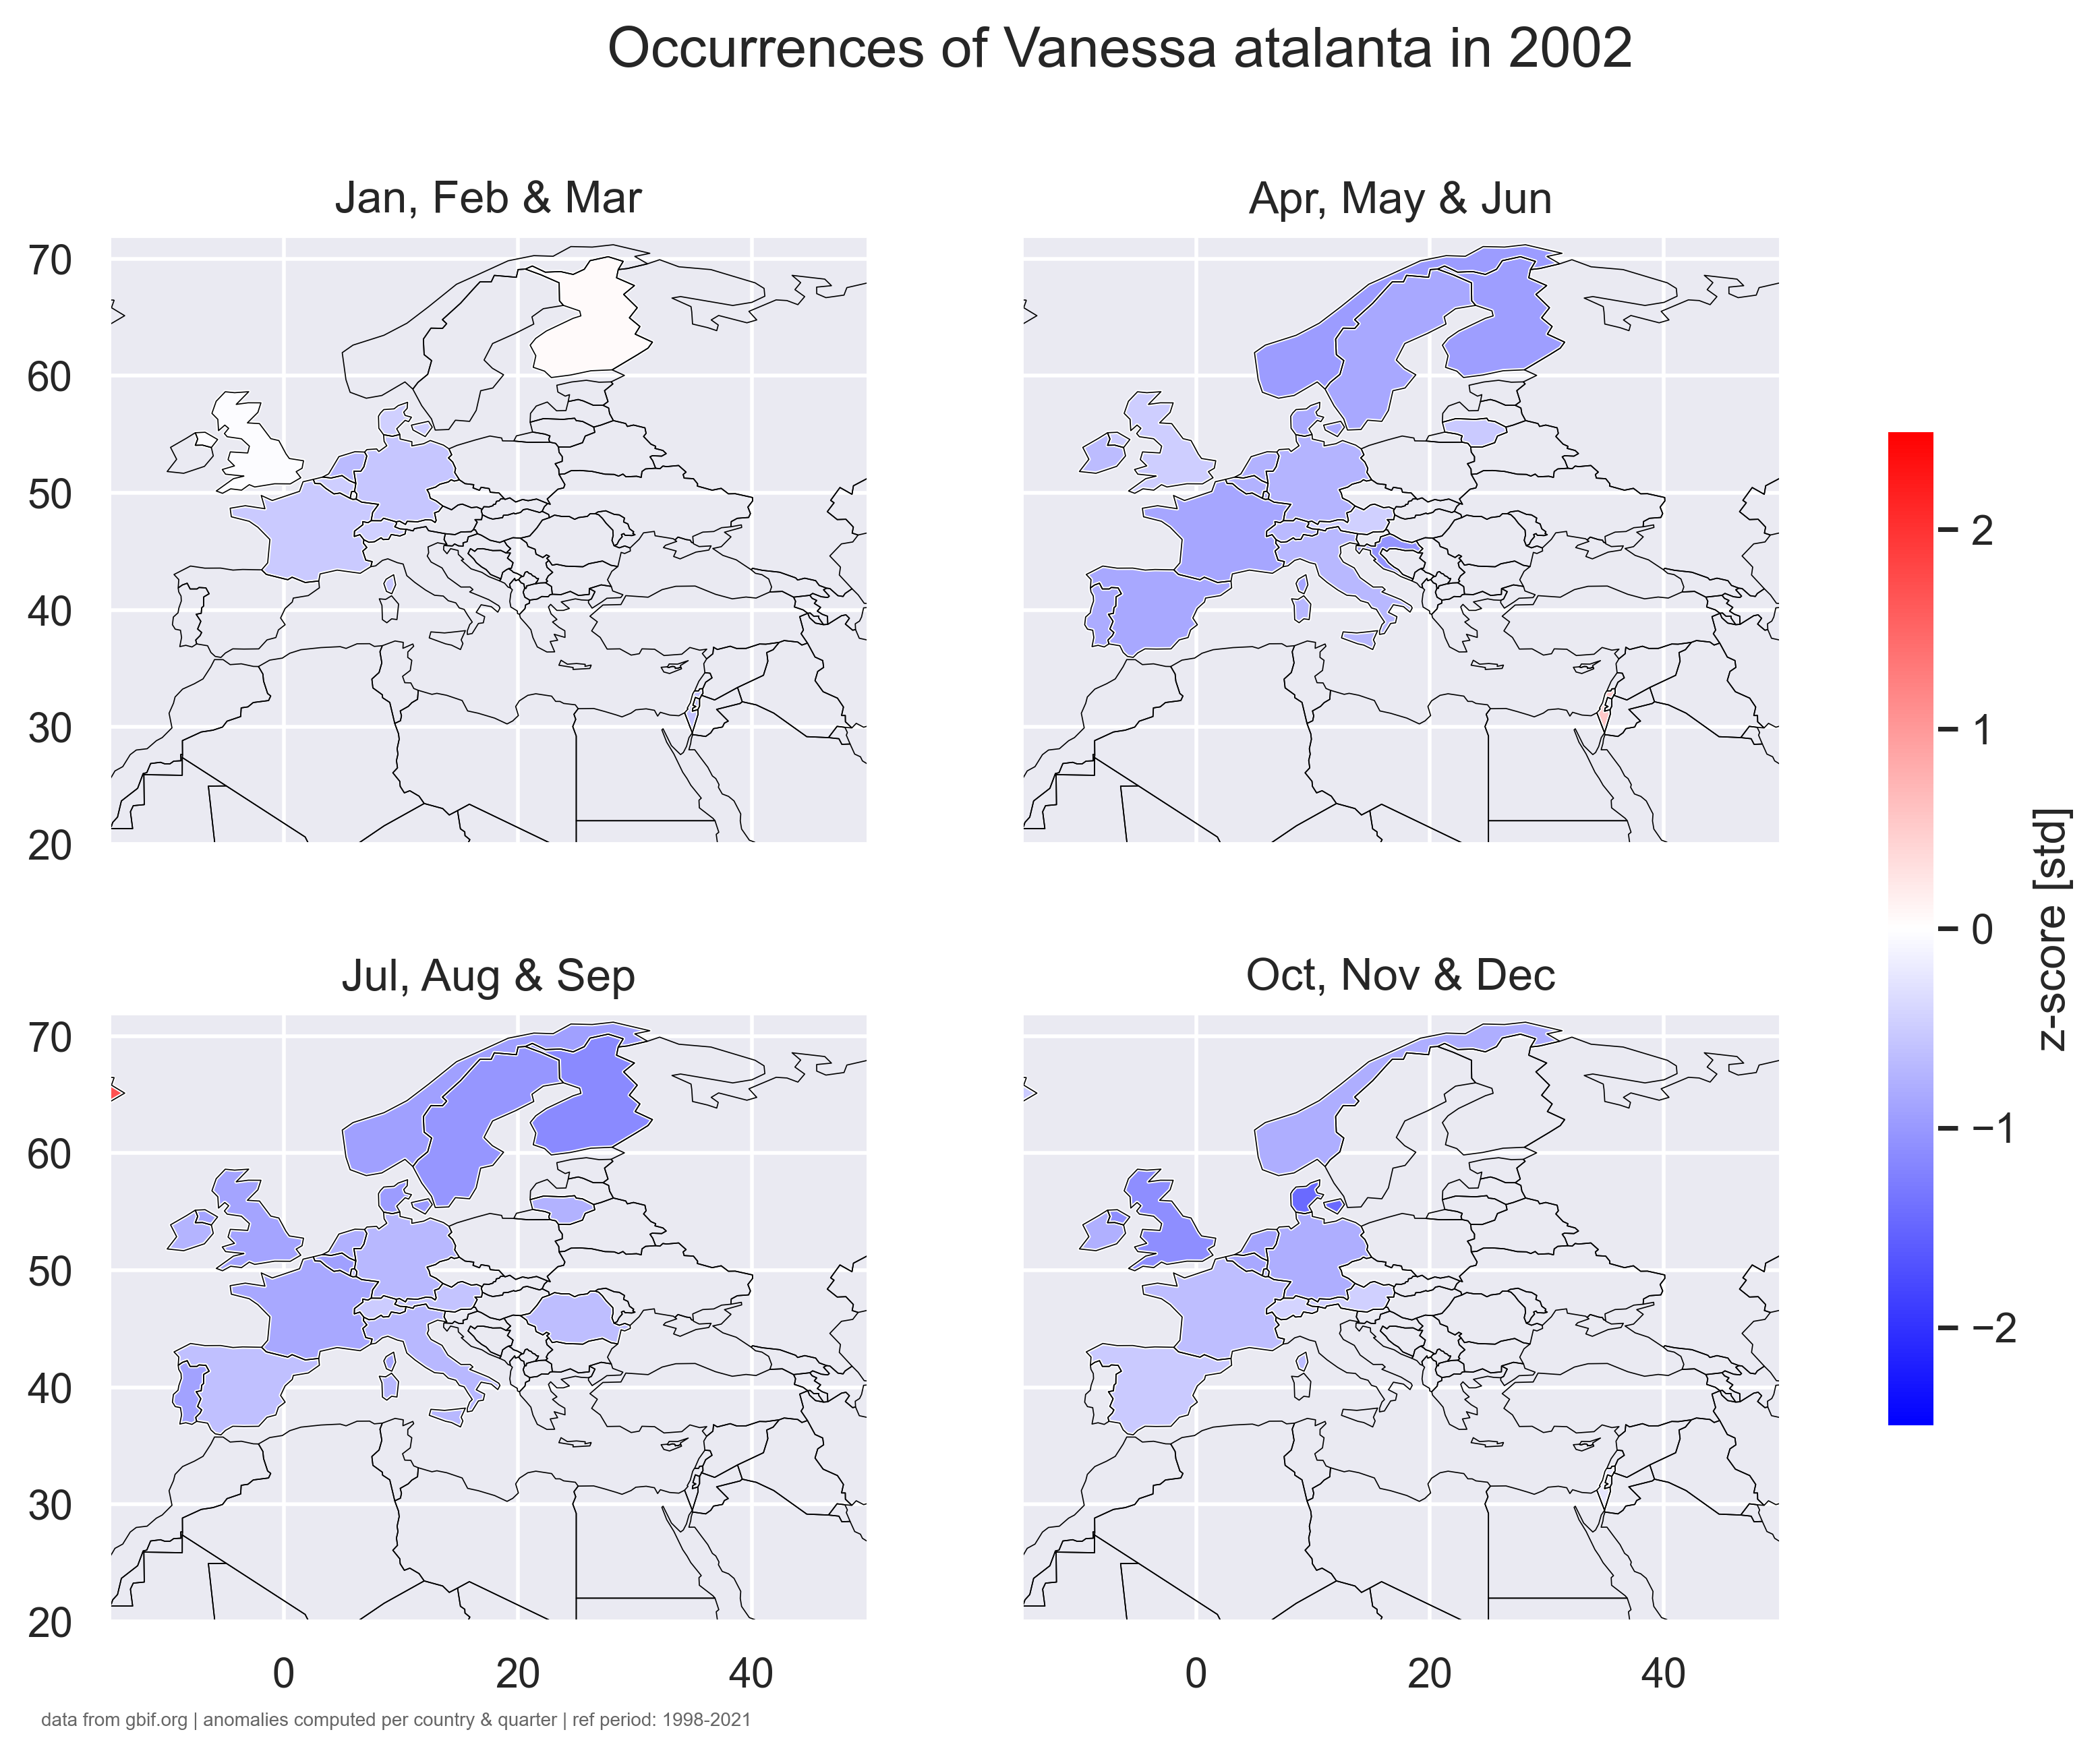 Occurrences of Vanessa atalanta in 2002
Jan, Feb & Mar
Apr, May & Jun
70
60
50
40
30
20
2
1
0
−1
−2
z-score [std]
Jul, Aug & Sep
Oct, Nov & Dec
70
60
50
40
30
20
0 20 40
0 20 40
data from gbif.org | anomalies computed per country & quarter | ref period: 1998-2021